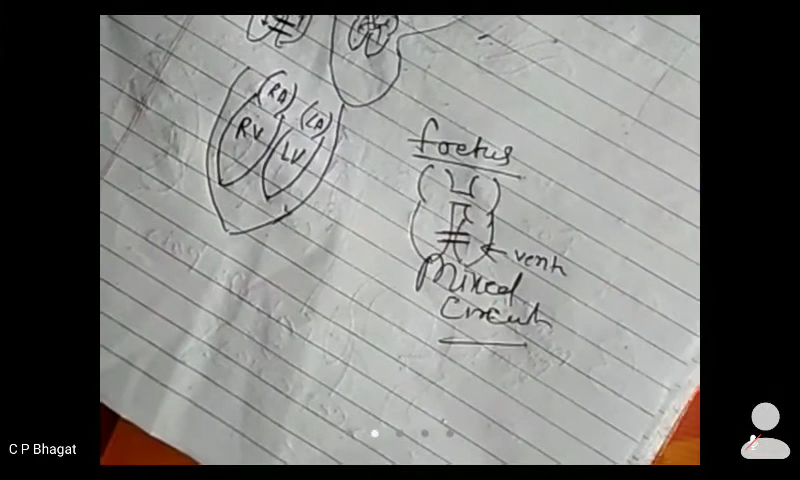 RA
LA
RV
LV
foetus
vent
Mixed
Circuit
C P Bhagat